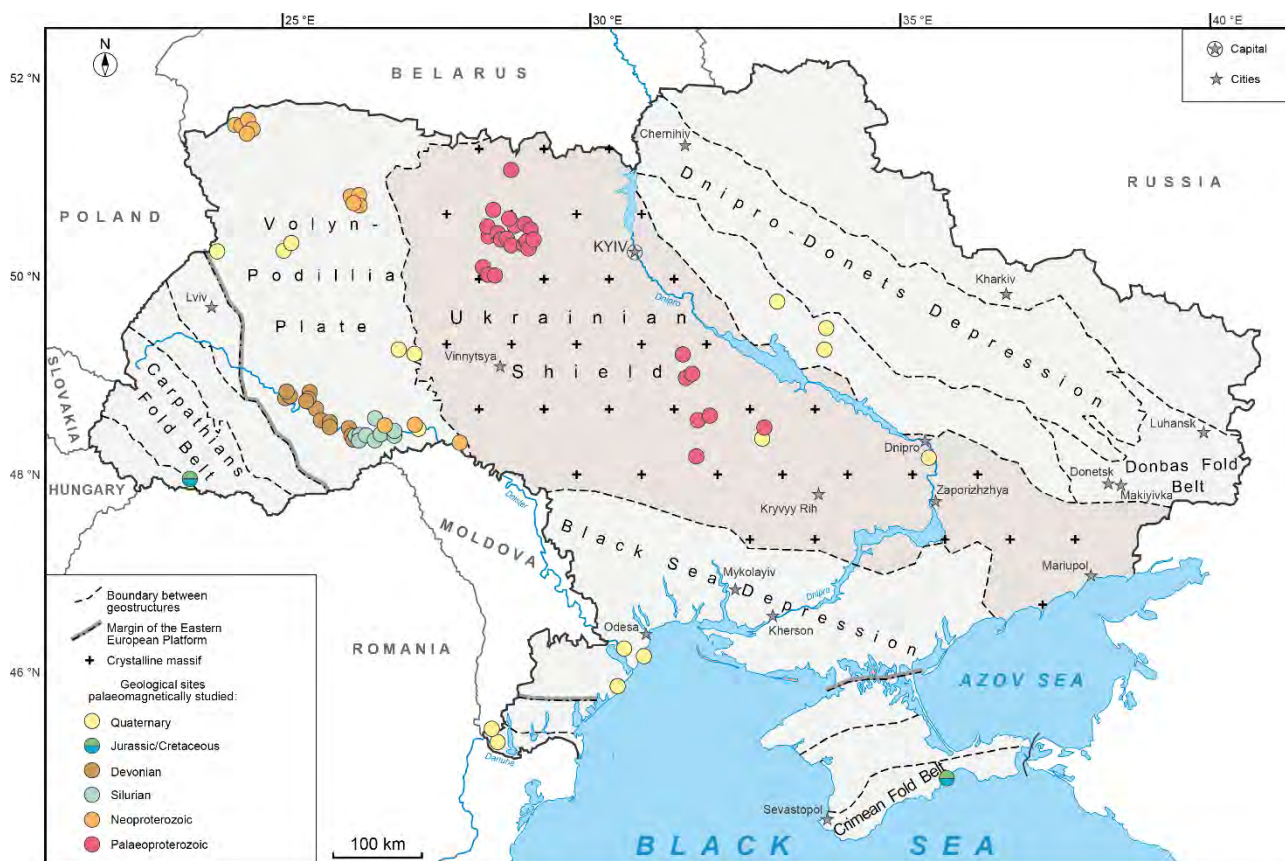 25 °E
30 °E
35 °E
40 °E
N
52 °N
50 °N
48 °N
46 °N
Capital
Cities
BELARUS
RUSSIA
POLAND
SLOVAKIA
HUNGARY
MOLDOVA
ROMANIA
Chernihiv
KYIV
Kharkiv
Lviv
Vinnytsya
Luhansk
Dnipro
Donetsk
Makiyivka
Zaporizhzhya
Kryvyy Rih
Mariupol
Mykolayiv
Kherson
Odesa
Sevastopol
Volyn-
Podillia
Plate
Ukrainian
Shield
Dnipro-Donets Depression
Carpathians
Fold Belt
Donbas Fold
Belt
Black Sea Depression
Crimean Fold Belt
Dnipro
Dnipro
Dnister
Danube
AZOV SEA
BLACK SEA
Boundary between
geostructures
Margin of the Eastern
European Platform
Crystalline massif
Geological sites
palaeomagnetically studied:
Quaternary
Jurassic/Cretaceous
Devonian
Silurian
Neoproterozoic
Palaeoproterozoic
100 km